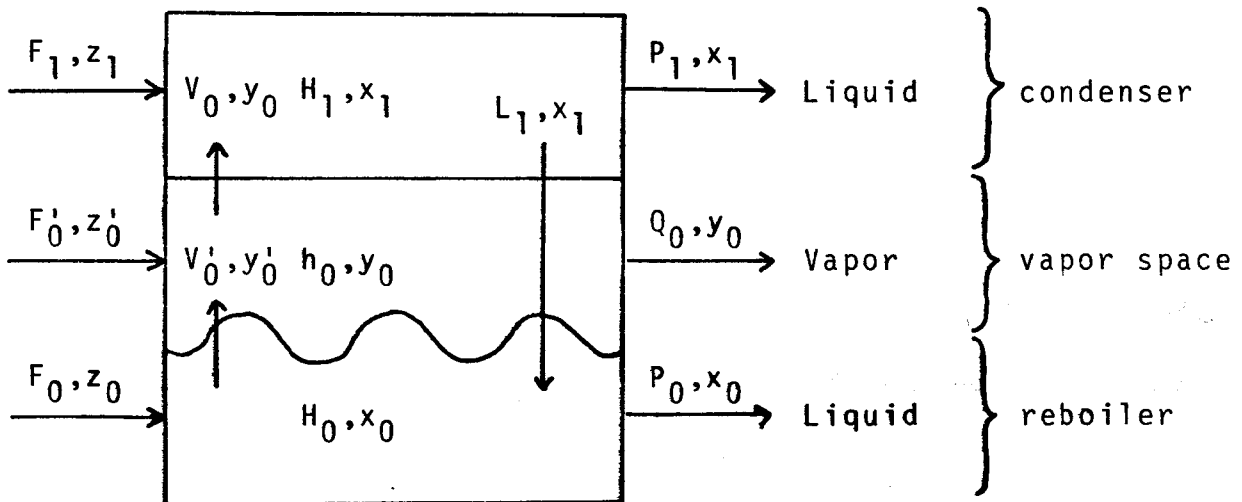 F₁,z₁
V₀,y₀ H₁,x₁
L₁,x₁
P₁,x₁
Liquid
condenser
F'₀,z'₀
V'₀,y'₀ h₀,y₀
Q₀,y₀
Vapor
vapor space
F₀,z₀
H₀,x₀
P₀,x₀
Liquid
reboiler